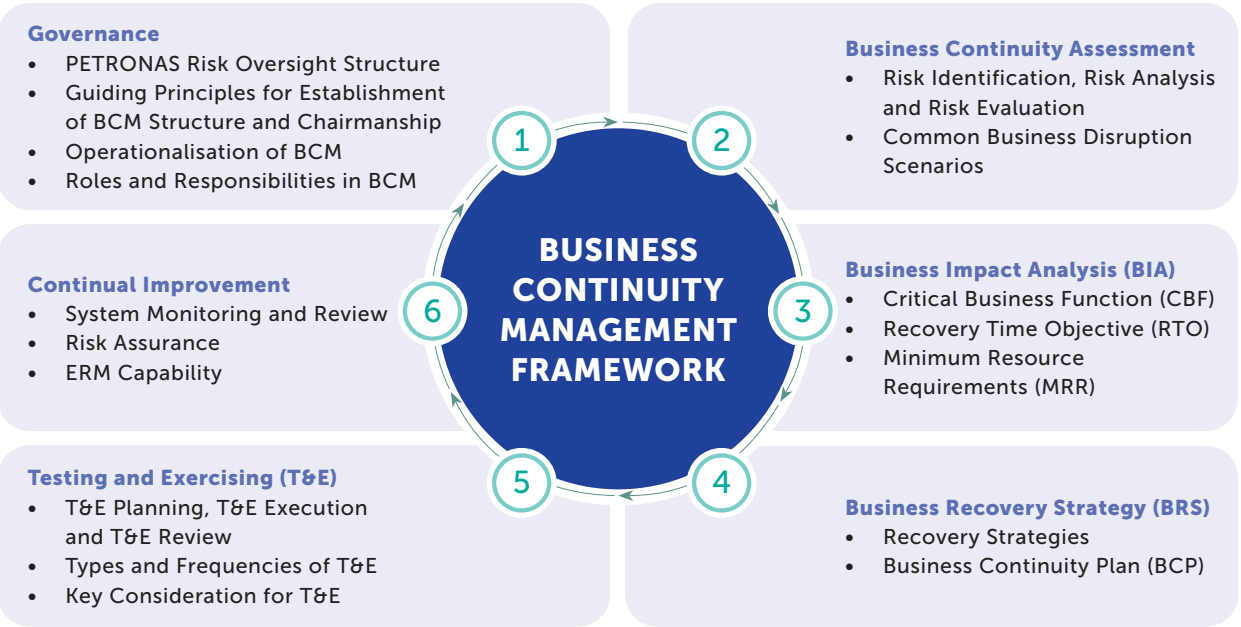 Governance
• PETRONAS Risk Oversight Structure
• Guiding Principles for Establishment
of BCM Structure and Chairmanship
• Operationalisation of BCM
• Roles and Responsibilities in BCM
1
2
Business Continuity Assessment
• Risk Identification, Risk Analysis
and Risk Evaluation
• Common Business Disruption
Scenarios
BUSINESS
CONTINUITY
MANAGEMENT
FRAMEWORK
3
Business Impact Analysis (BIA)
• Critical Business Function (CBF)
• Recovery Time Objective (RTO)
• Minimum Resource
Requirements (MRR)
4
Business Recovery Strategy (BRS)
• Recovery Strategies
• Business Continuity Plan (BCP)
5
Testing and Exercising (T&E)
• T&E Planning, T&E Execution
and T&E Review
• Types and Frequencies of T&E
• Key Consideration for T&E
6
Continual Improvement
• System Monitoring and Review
• Risk Assurance
• ERM Capability